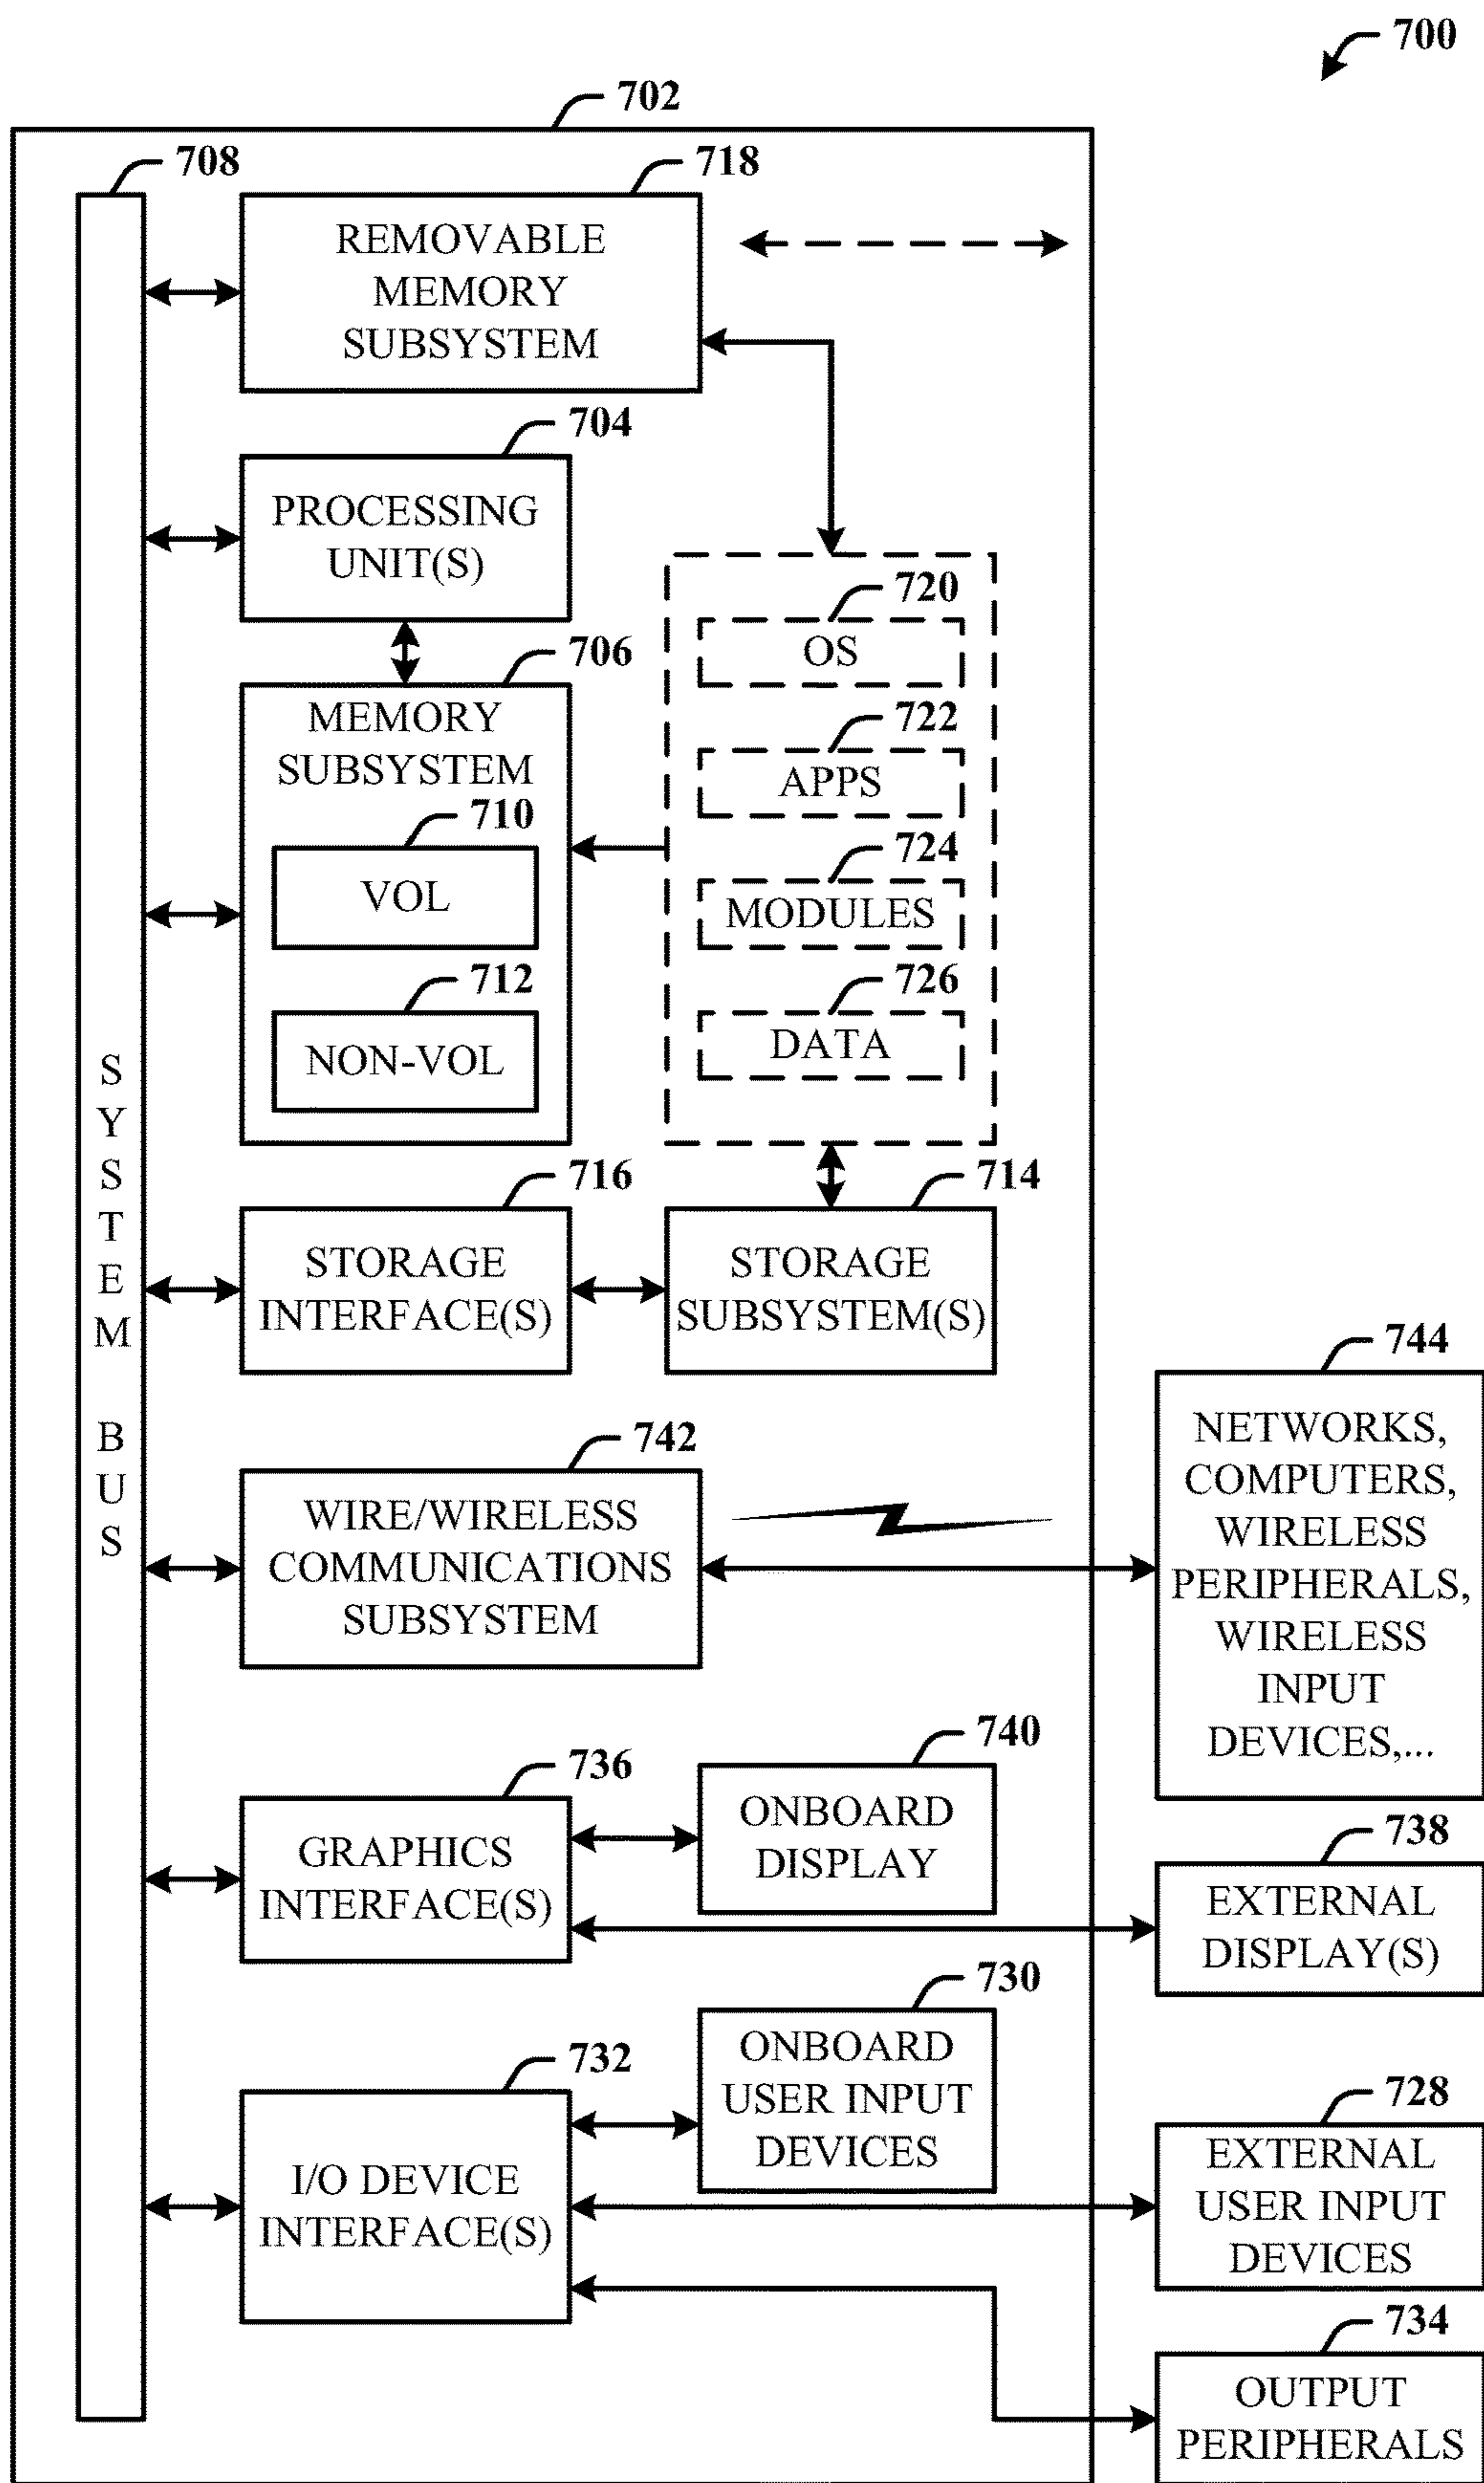 700
702
708
718
REMOVABLE
MEMORY
SUBSYSTEM
704
PROCESSING
UNIT(S)
706
MEMORY
SUBSYSTEM
710
VOL
712
NON-VOL
720
OS
722
APPS
724
MODULES
726
DATA
SYSTEM BUS
716
STORAGE
INTERFACE(S)
714
STORAGE
SUBSYSTEM(S)
742
WIRE/WIRELESS
COMMUNICATIONS
SUBSYSTEM
744
NETWORKS,
COMPUTERS,
WIRELESS
PERIPHERALS,
WIRELESS
INPUT
DEVICES,...
736
GRAPHICS
INTERFACE(S)
740
ONBOARD
DISPLAY
738
EXTERNAL
DISPLAY(S)
732
I/O DEVICE
INTERFACE(S)
730
ONBOARD
USER INPUT
DEVICES
728
EXTERNAL
USER INPUT
DEVICES
734
OUTPUT
PERIPHERALS